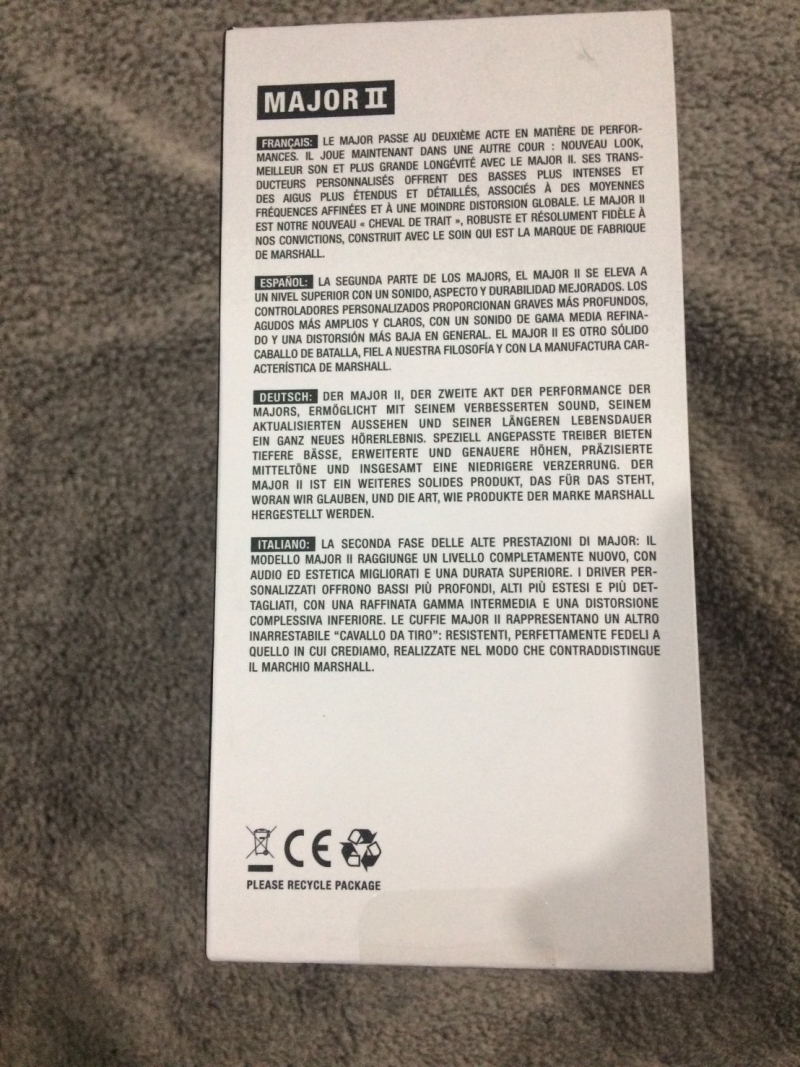 MAJOR II
FRANÇAIS: LE MAJOR PASSE AU DEUXIÈME ACTE EN MATIÈRE DE PERFOR-
MANCES. IL JOUE MAINTENANT DANS UNE AUTRE COUR : NOUVEAU LOOK,
MEILLEUR SON ET PLUS GRANDE LONGÉVITÉ AVEC LE MAJOR II. SES TRANS-
DUCTEURS PERSONNALISÉS OFFRENT DES BASSES PLUS INTENSES ET
DES AIGUS PLUS ÉTENDUS ET DÉTAILLÉS, ASSOCIÉS À DES MOYENNES
FRÉQUENCES AFFINÉES ET À UNE MOINDRE DISTORSION GLOBALE. LE MAJOR II
EST NOTRE NOUVEAU « CHEVAL DE TRAIT », ROBUSTE ET RÉSOLUMENT FIDÈLE À
NOS CONVICTIONS, CONSTRUIT AVEC LE SOIN QUI EST LA MARQUE DE FABRIQUE
DE MARSHALL.
ESPAÑOL: LA SEGUNDA PARTE DE LOS MAJORS, EL MAJOR II SE ELEVA A
UN NIVEL SUPERIOR CON UN SONIDO, ASPECTO Y DURABILIDAD MEJORADOS. LOS
CONTROLADORES PERSONALIZADOS PROPORCIONAN GRAVES MÁS PROFUNDOS,
AGUDOS MÁS AMPLIOS Y CLAROS, CON UN SONIDO DE GAMA MEDIA REFINA-
DO Y UNA DISTORSIÓN MÁS BAJA EN GENERAL. EL MAJOR II ES OTRO SÓLIDO
CABALLO DE BATALLA, FIEL A NUESTRA FILOSOFÍA Y CON LA MANUFACTURA CAR-
ACTERÍSTICA DE MARSHALL.
DEUTSCH: DER MAJOR II, DER ZWEITE AKT DER PERFORMANCE DER
MAJORS, ERMÖGLICHT MIT SEINEM VERBESSERTEN SOUND, SEINEM
AKTUALISIERTEN AUSSEHEN UND SEINER LÄNGEREN LEBENSDAUER
EIN GANZ NEUES HÖRERLEBNIS. SPEZIELL ANGEPASSTE TREIBER BIETEN
TIEFERE BÄSSE, ERWEITERTE UND GENAUERE HÖHEN, PRÄZISIERTE
MITTELTÖNE UND INSGESAMT EINE NIEDRIGERE VERZERRUNG. DER
MAJOR II IST EIN WEITERES SOLIDES PRODUKT, DAS FÜR DAS STEHT,
WORAN WIR GLAUBEN, UND DIE ART, WIE PRODUKTE DER MARKE MARSHALL
HERGESTELLT WERDEN.
ITALIANO: LA SECONDA FASE DELLE ALTE PRESTAZIONI DI MAJOR: IL
MODELLO MAJOR II RAGGIUNGE UN LIVELLO COMPLETAMENTE NUOVO, CON
AUDIO ED ESTETICA MIGLIORATI E UNA DURATA SUPERIORE. I DRIVER PER-
SONALIZZATI OFFRONO BASSI PIÙ PROFONDI, ALTI PIÙ ESTESI E PIÙ DET-
TAGLIATI, CON UNA RAFFINATA GAMMA INTERMEDIA E UNA DISTORSIONE
COMPLESSIVA INFERIORE. LE CUFFIE MAJOR II RAPPRESENTANO UN ALTRO
INARRESTABILE “CAVALLO DA TIRO”: RESISTENTI, PERFETTAMENTE FEDELI A
QUELLO IN CUI CREDIAMO, REALIZZATE NEL MODO CHE CONTRADDISTINGUE
IL MARCHIO MARSHALL.
CE
PLEASE RECYCLE PACKAGE